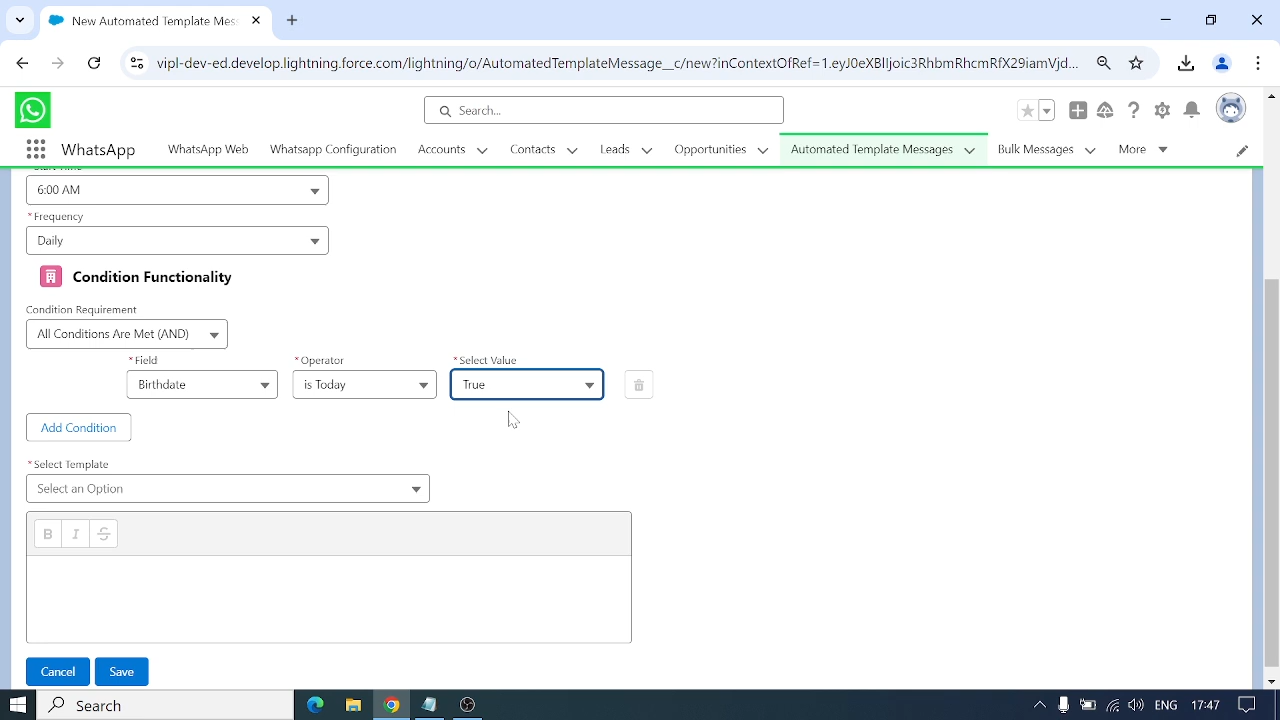 New Automated Template Mes
vipl-dev-ed.develop.lightning.force.com/lightning/o/AutomatedTemplateMessage__c/new?inContextOfRef=1.eyJ0eXBlIjoic3RhbmRhcmRfX29iamVjd...
Search...
WhatsApp
WhatsApp Web
Whatsapp Configuration
Accounts
Contacts
Leads
Opportunities
Automated Template Messages
Bulk Messages
More
6:00 AM
*Frequency
Daily
Condition Functionality
Condition Requirement
All Conditions Are Met (AND)
*Field
*Operator
*Select Value
Birthdate
is Today
True
Add Condition
*Select Template
Select an Option
B I S
Cancel
Save
Search
ENG
17:47